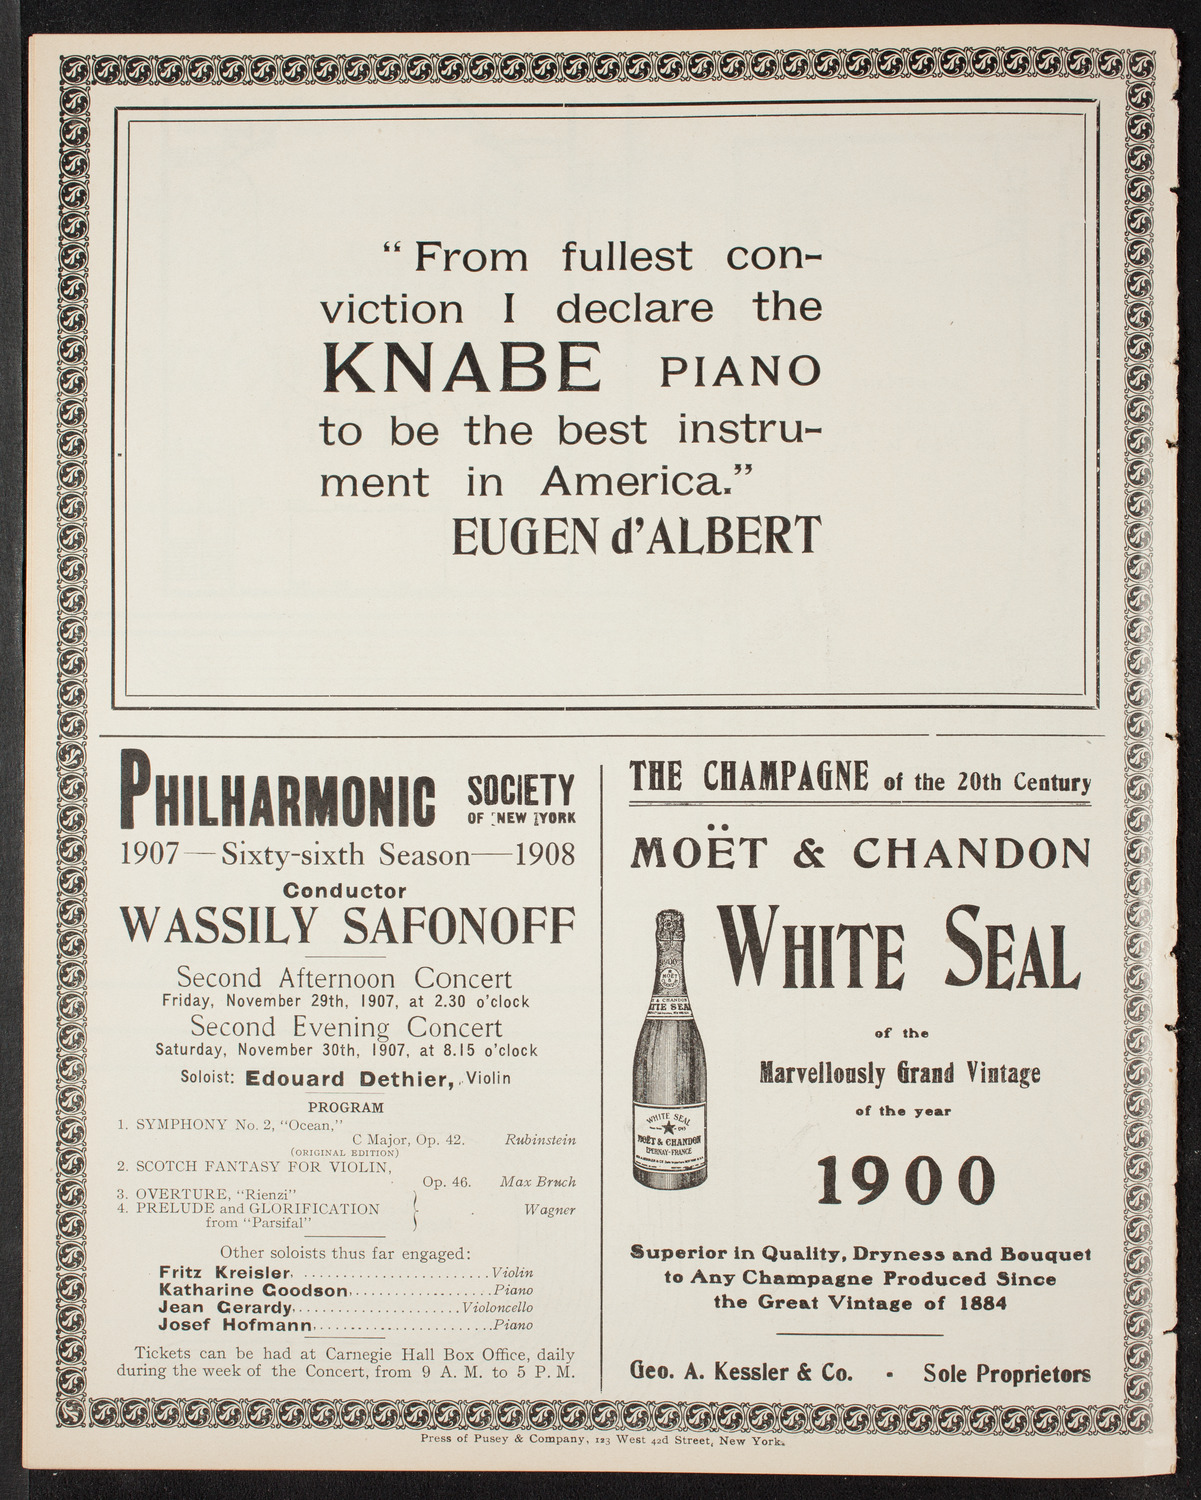 “From fullest con-
viction I declare the
KNABE PIANO
to be the best instru-
ment in America.”
EUGEN d’ALBERT
PHILHARMONIC SOCIETY
OF NEW YORK
1907—Sixty-sixth Season—1908
Conductor
WASSILY SAFONOFF
Second Afternoon Concert
Friday, November 29th, 1907, at 2.30 o’clock
Second Evening Concert
Saturday, November 30th, 1907, at 8.15 o’clock
Soloist: Edouard Dethier, Violin
PROGRAM
1. SYMPHONY No. 2, “Ocean,”
C Major, Op. 42. Rubinstein
(ORIGINAL EDITION)
2. SCOTCH FANTASY FOR VIOLIN,
Op. 46. Max Bruch
3. OVERTURE, “Rienzi”
4. PRELUDE and GLORIFICATION
from “Parsifal”
Wagner
Other soloists thus far engaged:
Fritz Kreisler. ........................Violin
Katharine Goodson..................Piano
Jean Gerardy.....................Violoncello
Josef Hofmann........................Piano
Tickets can be had at Carnegie Hall Box Office, daily
during the week of the Concert, from 9 A. M. to 5 P. M.
THE CHAMPAGNE of the 20th Century
MOËT & CHANDON
WHITE SEAL
WHITE SEAL
MOËT & CHANDON
EPERNAY-FRANCE
of the
Marvellously Grand Vintage
of the year
1900
Superior in Quality, Dryness and Bouquet
to Any Champagne Produced Since
the Great Vintage of 1884
Geo. A. Kessler & Co. - Sole Proprietors
Press of Pusey & Company, 123 West 42d Street, New York.